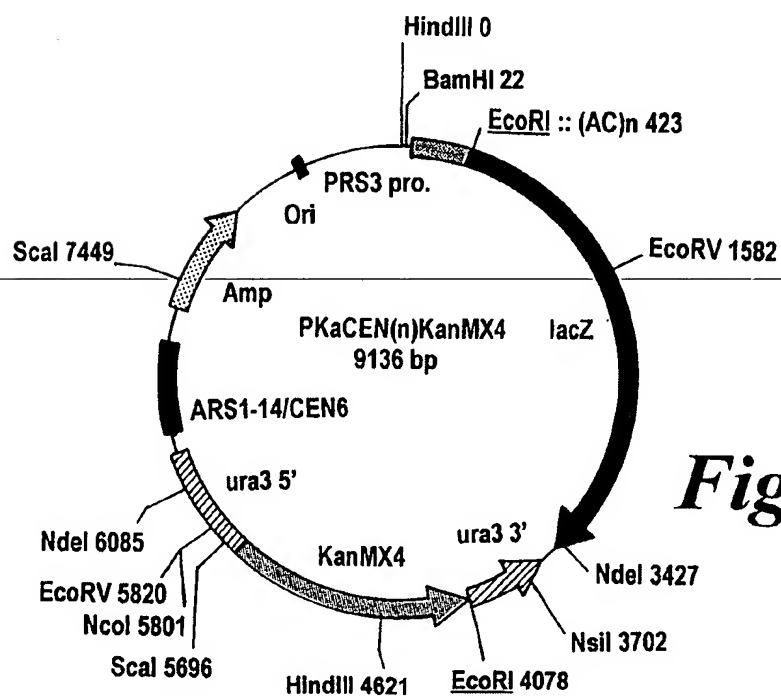 HindIII 0
BamHI 22
EcoRI :: (AC)n 423
PRS3 pro.
Ori
ScaI 7449
EcoRV 1582
Amp
PKaCEN(n)KanMX4
9136 bp
lacZ
ARS1-14/CEN6
ura3 5'
Fig
NdeI 6085
KanMX4
ura3 3'
EcoRV 5820
NdeI 3427
NcoI 5801
NsiI 3702
ScaI 5696
HindIII 4621
EcoRI 4078